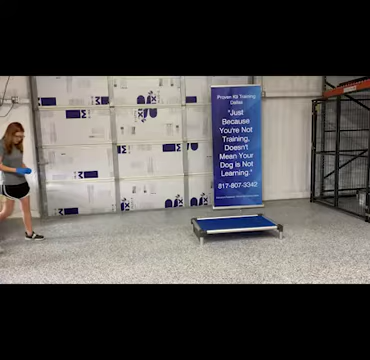 Proven K9 Training
Dallas
"Just
Because
You're Not
Training,
Doesn't
Mean Your
Dog is Not
Learning."
817-807-3342